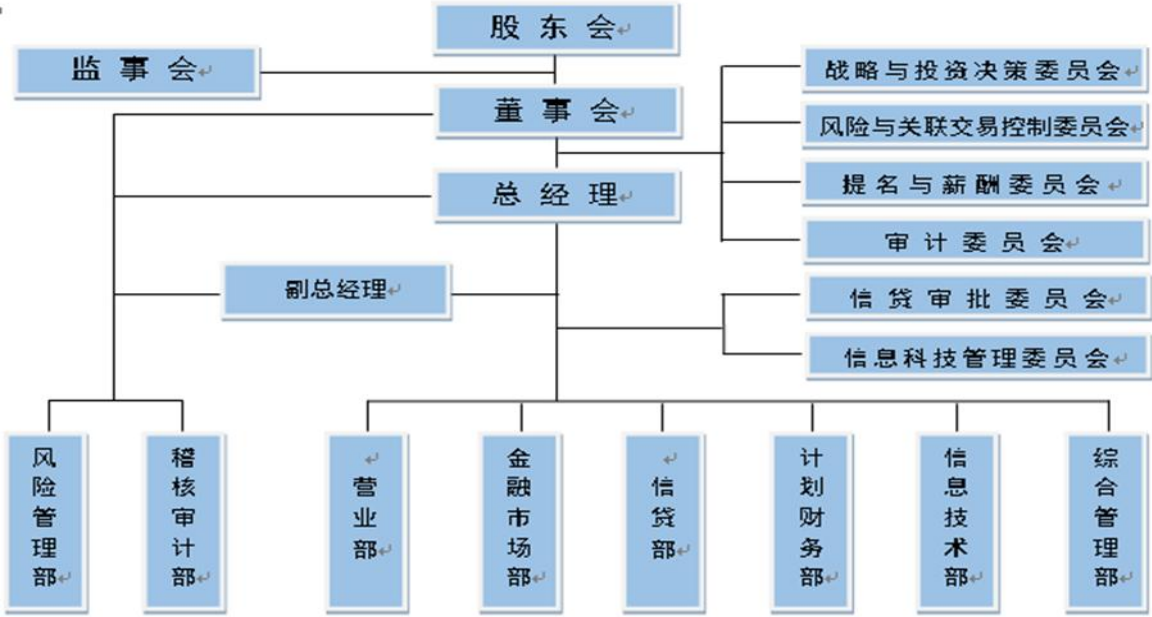 股东会
监事会
董事会
总经理
副总经理
战略与投资决策委员会
风险与关联交易控制委员会
提名与薪酬委员会
审计委员会
信贷审批委员会
信息科技管理委员会
风险管理部
稽核审计部
营业部
金融市场部
信贷部
计划财务部
信息技术部
综合管理部